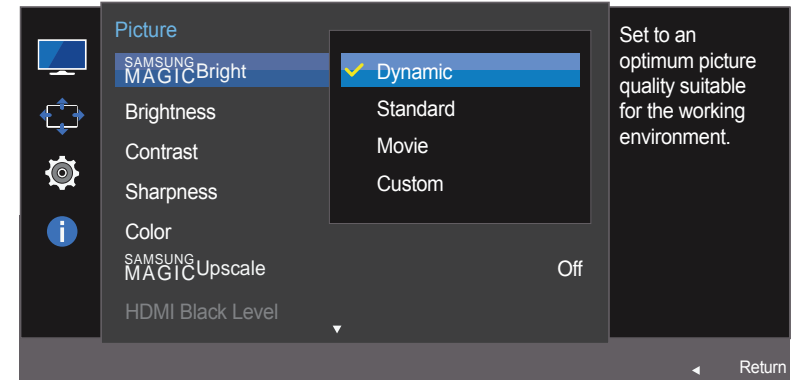 Picture
SAMSUNG MAGIC Bright
Dynamic
Standard
Movie
Custom
Brightness
Contrast
Sharpness
Color
SAMSUNG MAGIC Upscale
Off
HDMI Black Level
Set to an
optimum picture
quality suitable
for the working
environment.
Return